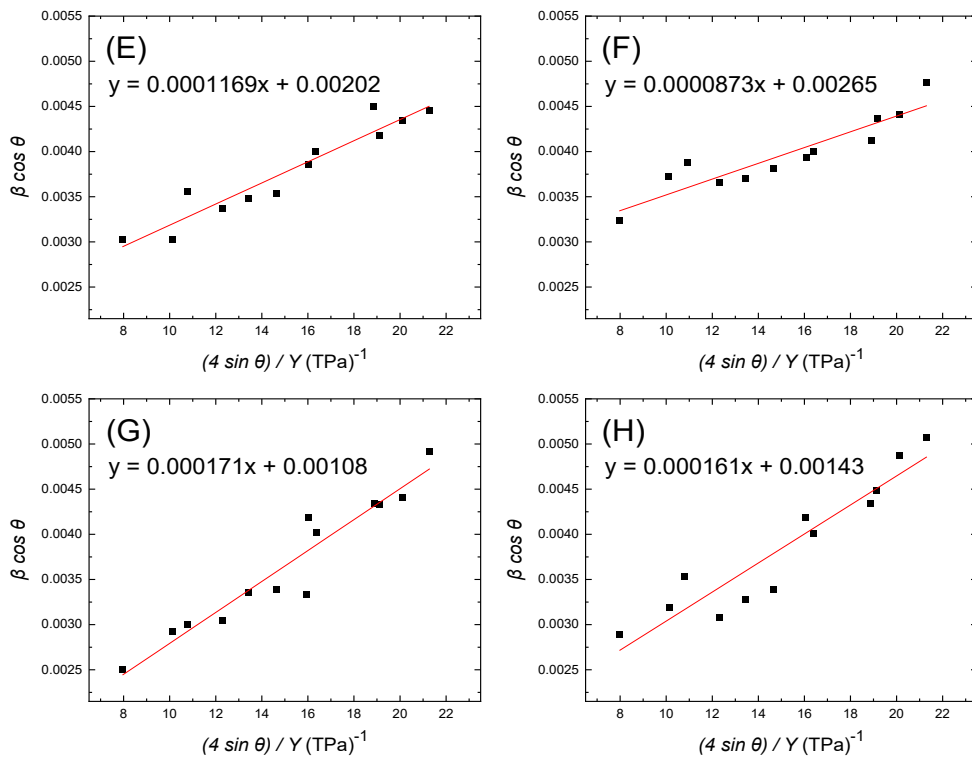 (E)
y = 0.0001169x + 0.00202
β cos θ
0.0055
0.0050
0.0045
0.0040
0.0035
0.0030
0.0025
8 10 12 14 16 18 20 22
(4 sin θ) / Y (TPa)⁻¹
(F)
y = 0.0000873x + 0.00265
β cos θ
0.0055
0.0050
0.0045
0.0040
0.0035
0.0030
0.0025
8 10 12 14 16 18 20 22
(4 sin θ) / Y (TPa)⁻¹
(G)
y = 0.000171x + 0.00108
β cos θ
0.0055
0.0050
0.0045
0.0040
0.0035
0.0030
0.0025
8 10 12 14 16 18 20 22
(4 sin θ) / Y (TPa)⁻¹
(H)
y = 0.000161x + 0.00143
β cos θ
0.0055
0.0050
0.0045
0.0040
0.0035
0.0030
0.0025
8 10 12 14 16 18 20 22
(4 sin θ) / Y (TPa)⁻¹